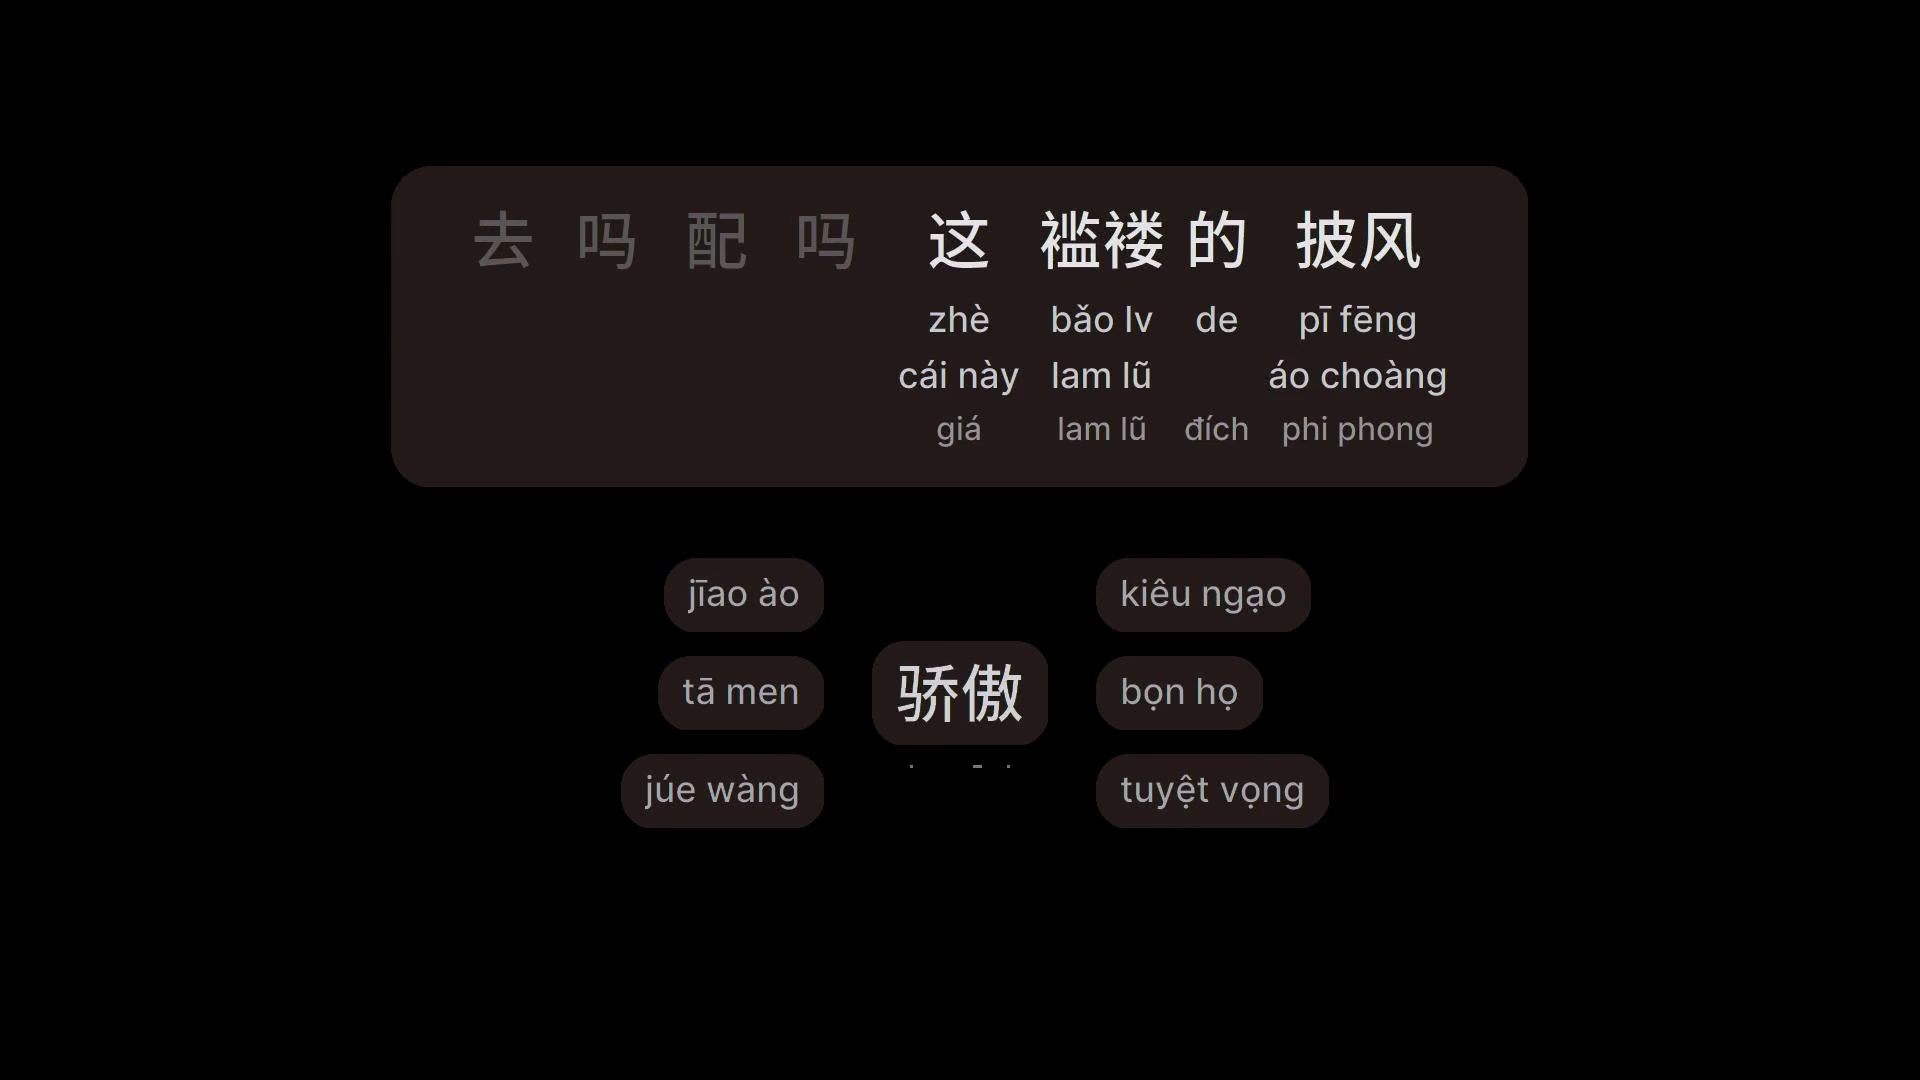 去 吗 配 吗 这 褴褛 的 披风
zhè bǎo lv de pī fēng
cái này lam lũ áo choàng
giá lam lũ đích phi phong
jīao ào
kiêu ngạo
tā men
骄傲
bọn họ
júe wàng
tuyệt vọng